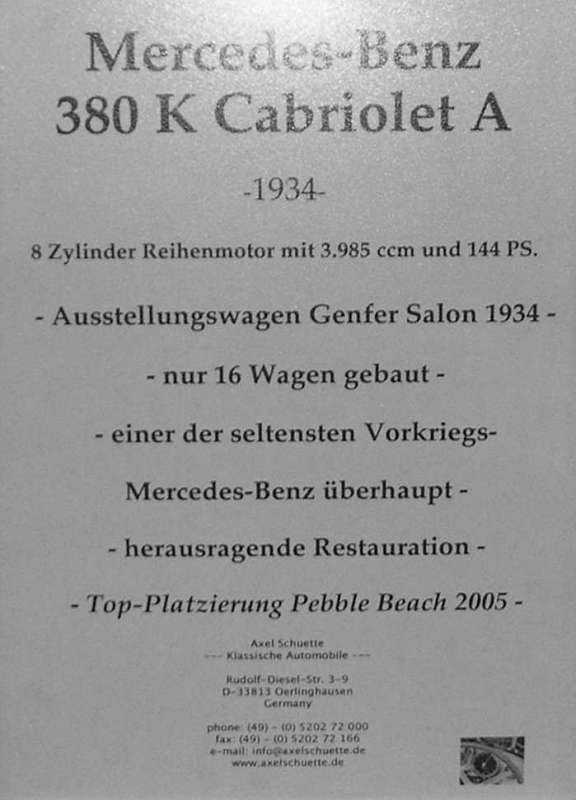 Mercedes-Benz
380 K Cabriolet A
-1934-
8 Zylinder Reihenmotor mit 3.985 ccm und 144 PS.
- Ausstellungswagen Genfer Salon 1934 -
- nur 16 Wagen gebaut -
- einer der seltensten Vorkriegs-
Mercedes-Benz überhaupt -
- herausragende Restauration -
- Top-Platzierung Pebble Beach 2005 -
Axel Schuette
--- Klassische Automobile ---
Rudolf-Diesel-Str. 3-9
D-33813 Oerlinghausen
Germany
phone: (49) - (0) 5202 72 000
fax: (49) - (0) 5202 72 166
e-mail: info@axelschuette.de
www.axelschuette.de